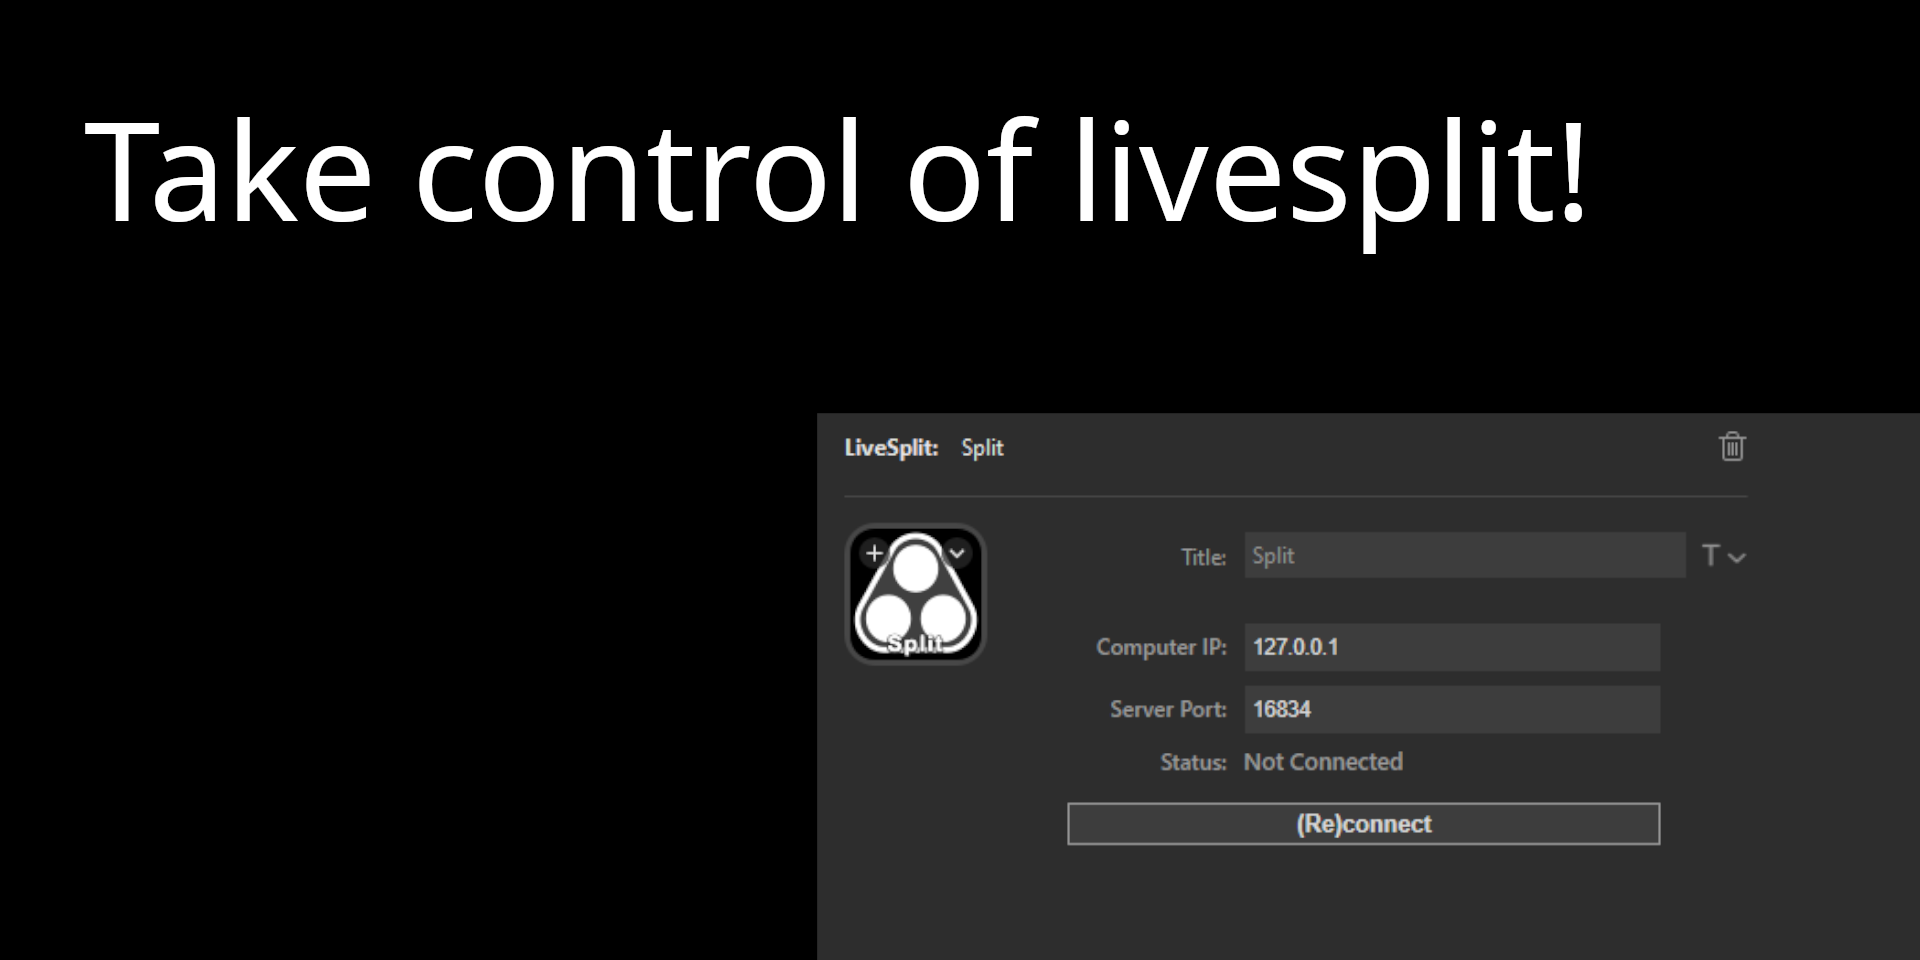 Take control of livesplit!
LiveSplit: Split
Split
Title: Split
T
Computer IP: 127.0.0.1
Server Port: 16834
Status: Not Connected
(Re)connect